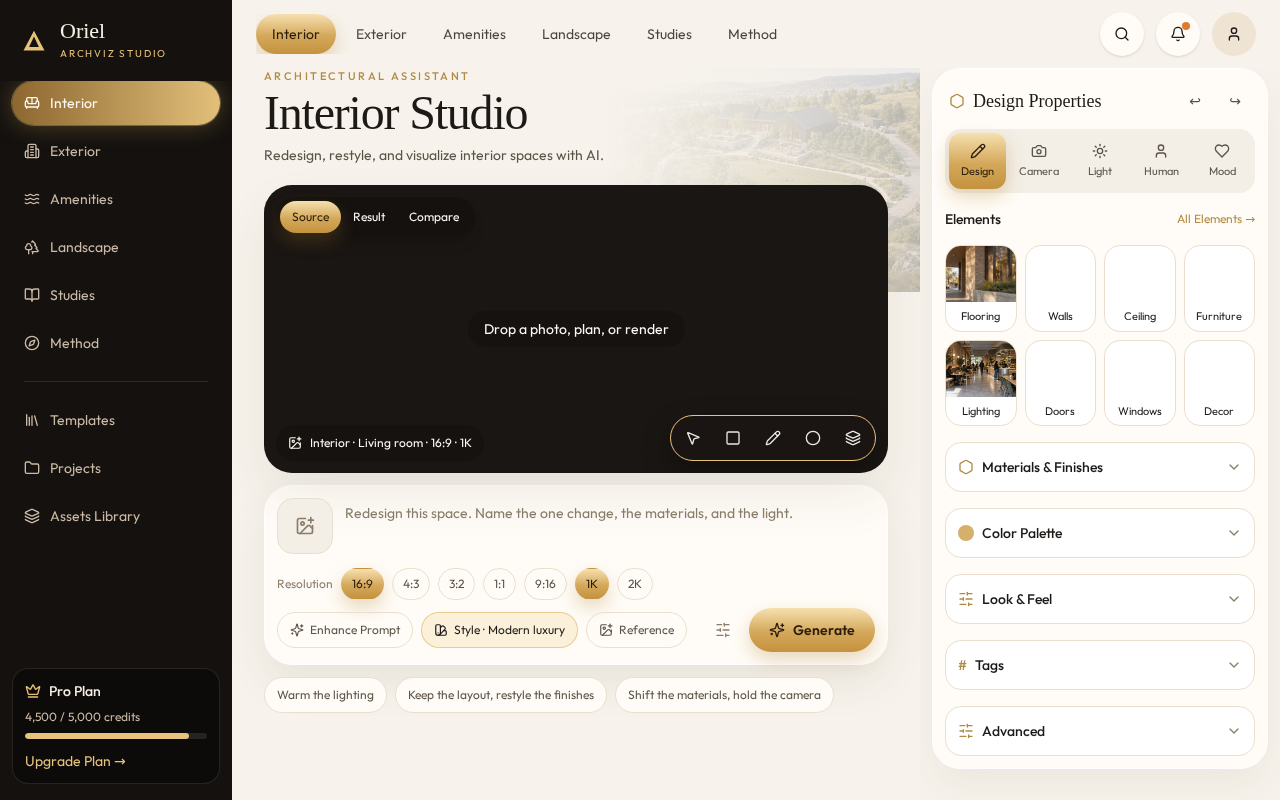 Oriel
ARCHVIZ STUDIO
Interior
Exterior
Amenities
Landscape
Studies
Method
Templates
Projects
Assets Library
Pro Plan
4,500 / 5,000 credits
Upgrade Plan →
Interior
Exterior
Amenities
Landscape
Studies
Method
ARCHITECTURAL ASSISTANT
Interior Studio
Redesign, restyle, and visualize interior spaces with AI.
Source
Result
Compare
Drop a photo, plan, or render
Interior · Living room · 16:9 · 1K
Redesign this space. Name the one change, the materials, and the light.
Resolution
16:9
4:3
3:2
1:1
9:16
1K
2K
Enhance Prompt
Style · Modern luxury
Reference
Generate
Warm the lighting
Keep the layout, restyle the finishes
Shift the materials, hold the camera
Design Properties
Design
Camera
Light
Human
Mood
Elements
All Elements →
Flooring
Walls
Ceiling
Furniture
Lighting
Doors
Windows
Decor
Materials & Finishes
Color Palette
Look & Feel
# Tags
Advanced